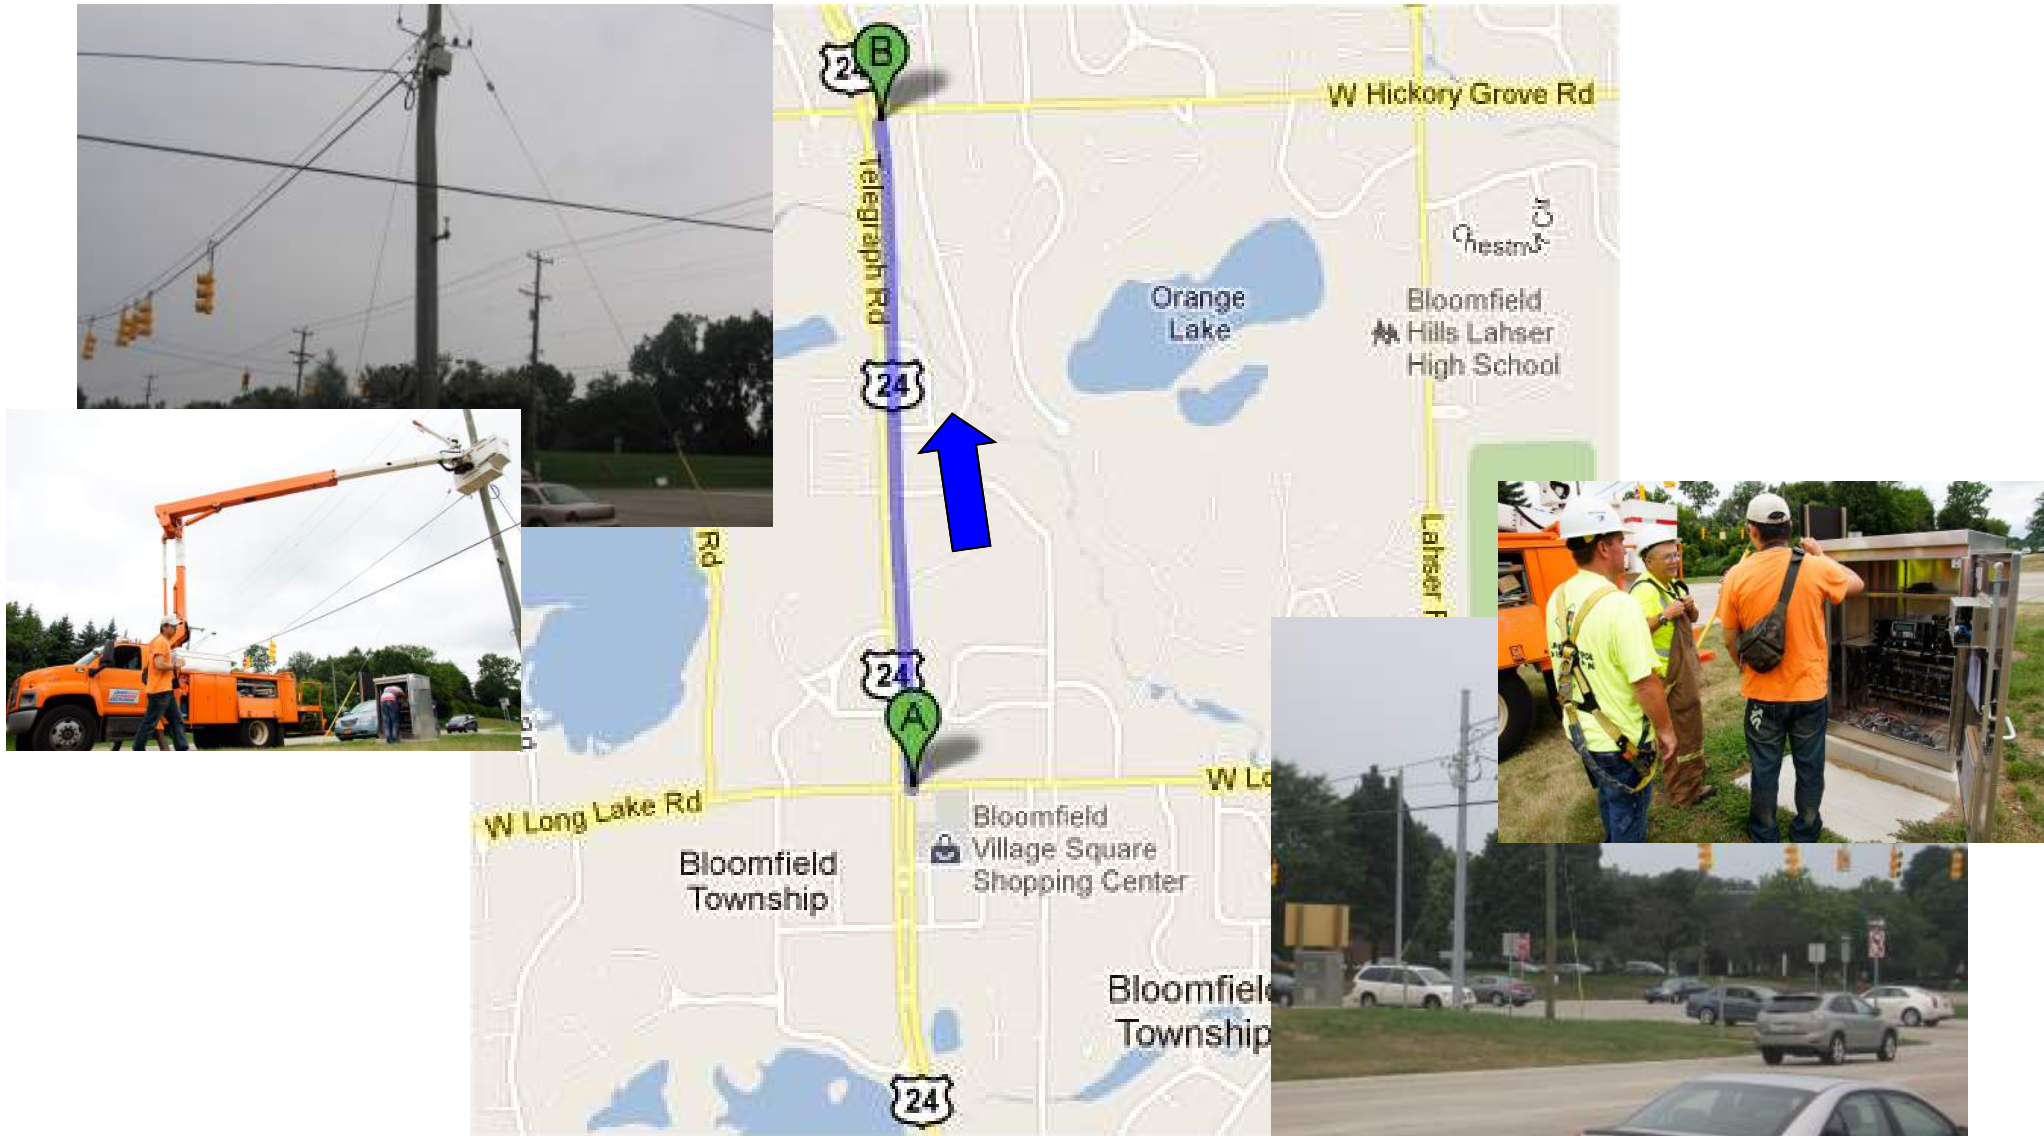 B
24
W Hickory Grove Rd
Telegraph Rd
Orange
Lake
Bloomfield
Hills Lahser
High School
24
Rd
Lahser
24
A
W Long Lake Rd
W Lo
Bloomfield
Village Square
Shopping Center
Bloomfield
Township
Bloomfield
Township
24